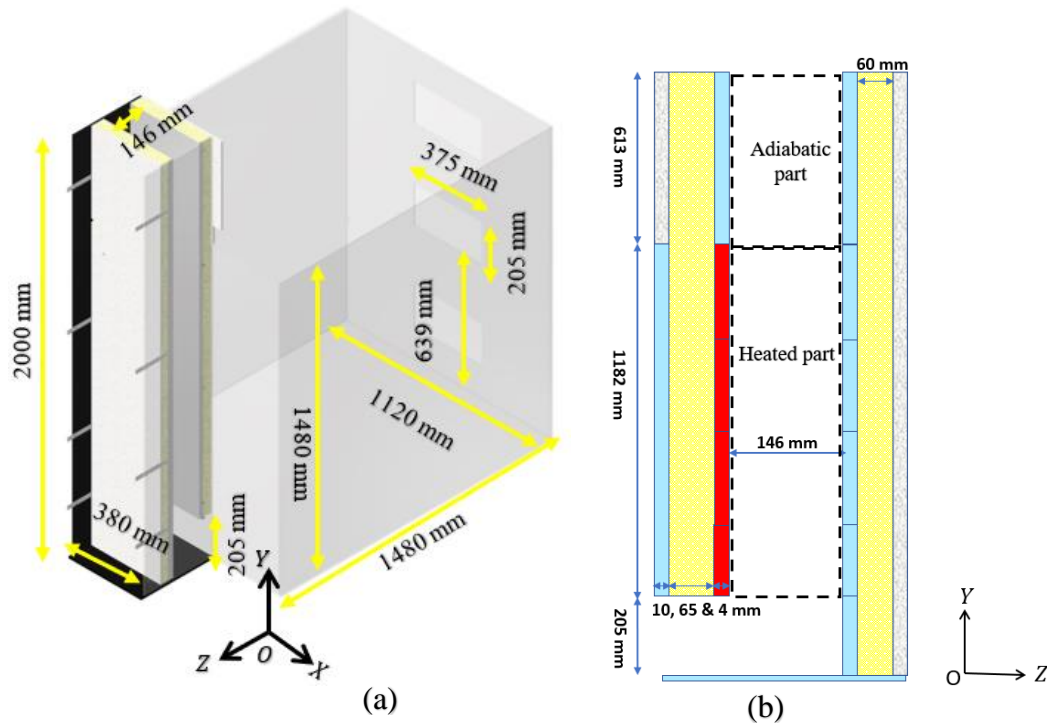 146 mm
2000 mm
380 mm
205 mm
375 mm
205 mm
639 mm
1120 mm
1480 mm
1480 mm
Y
Z
O
X
(a)
60 mm
613 mm
Adiabatic
part
1182 mm
Heated part
146 mm
10, 65 & 4 mm
205 mm
Y
O
Z
(b)